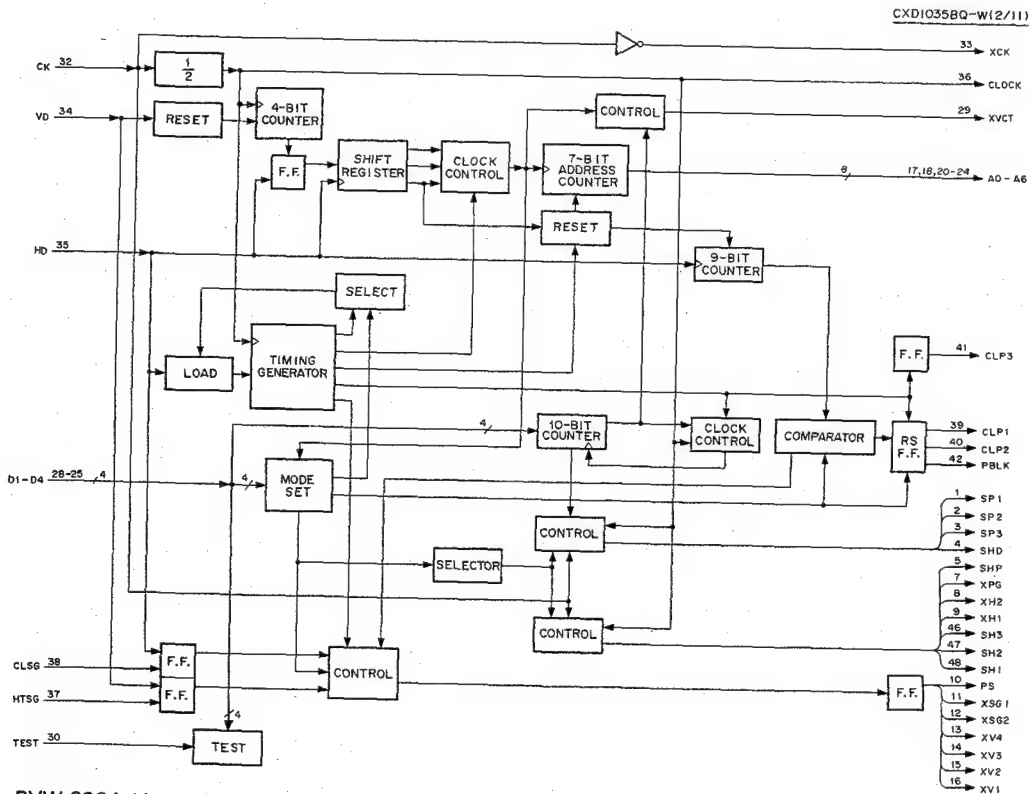 CXD1035BQ-W(2/11)
33 XCK
CK 32
1/2
36 CLOCK
4-BIT COUNTER
CONTROL
29 XVCT
VD 34
RESET
F.F.
SHIFT REGISTER
CLOCK CONTROL
7-BIT ADDRESS COUNTER
8 17,18,20-24 A0-A6
RESET
HD 35
9-BIT COUNTER
SELECT
LOAD
TIMING GENERATOR
F.F.
41 CLP3
4
10-BIT COUNTER
CLOCK CONTROL
COMPARATOR
RS F.F.
39 CLP1
40 CLP2
42 PBLK
D1-D4 28-25 4
4
MODE SET
1 SP1
2 SP2
3 SP3
4 SHD
CONTROL
SELECTOR
5 SHP
7 XPG
8 XH2
9 XH1
46 SH3
47 SH2
48 SH1
CONTROL
CLSG 38
F.F.
F.F.
CONTROL
HTSG 37
F.F.
10 PS
11 XSG1
12 XSG2
13 XV4
14 XV3
15 XV2
16 XV1
4
TEST 30
TEST